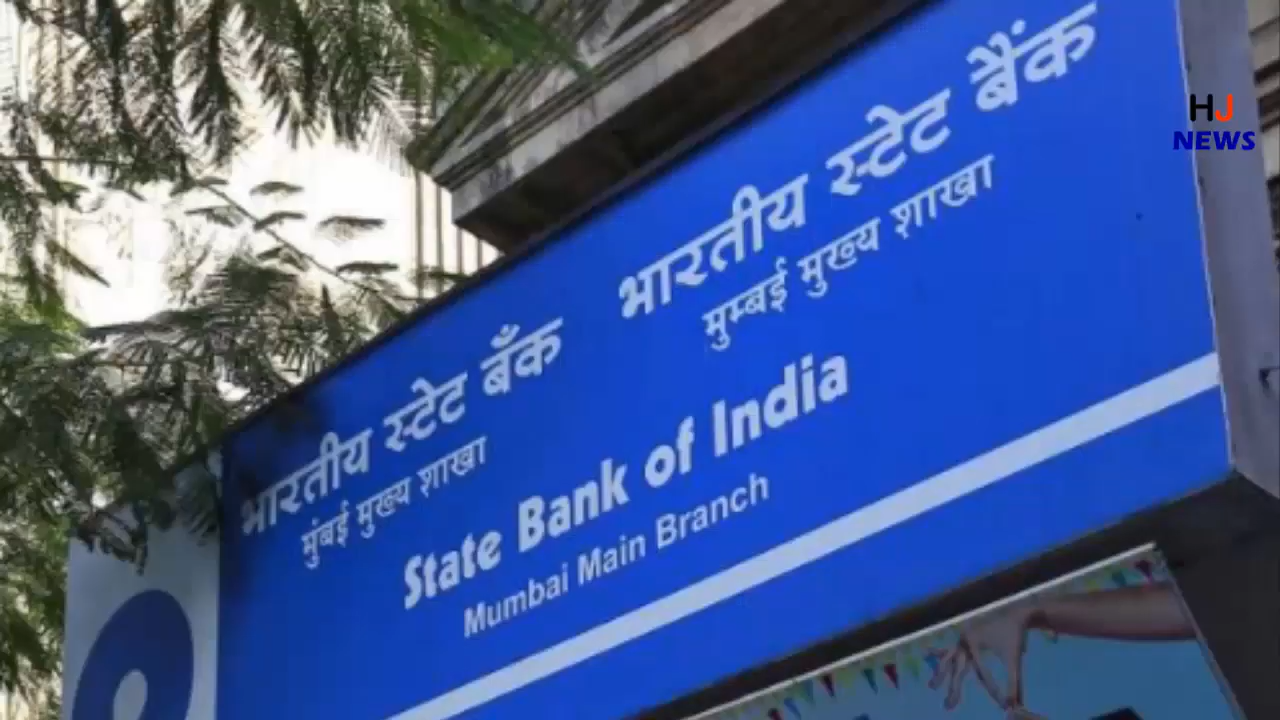 भारतीय स्टेट बँक
मुंबई मुख्य शाखा
भारतीय स्टेट बैंक
मुम्बई मुख्य शाखा
State Bank of India
Mumbai Main Branch
HJ
NEWS